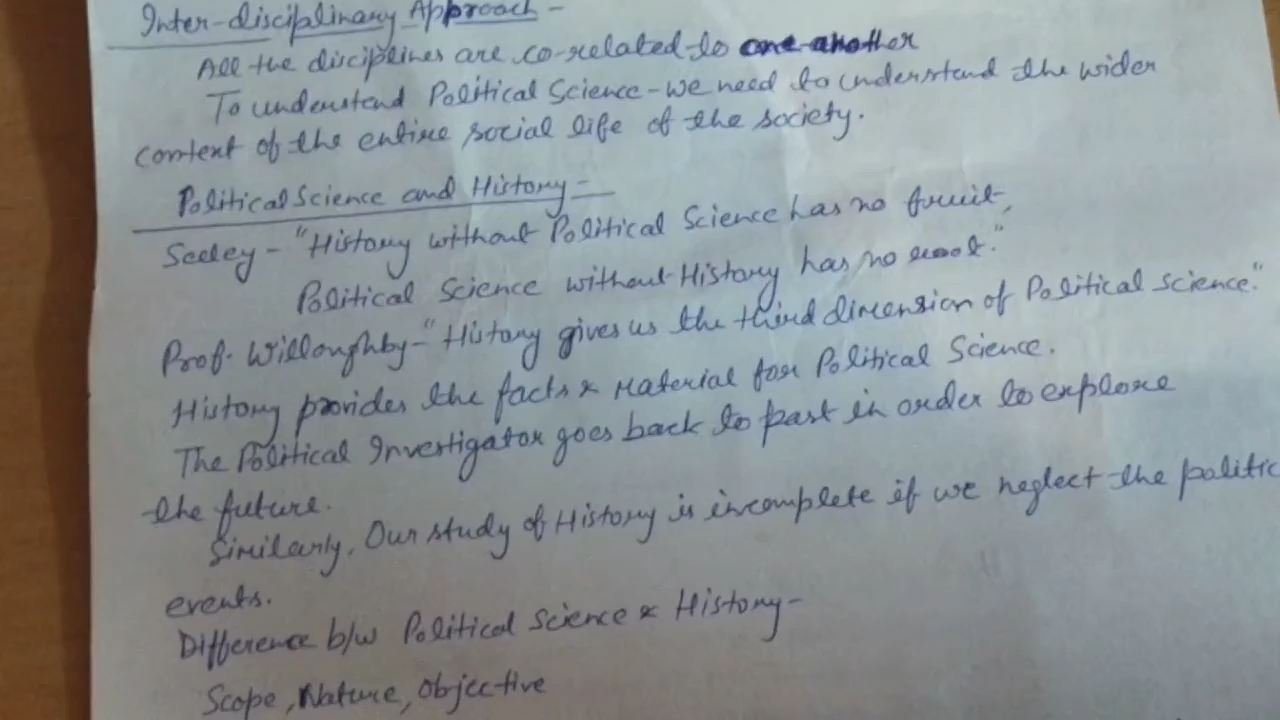 Inter-disciplinary Approach -
All the disciplines are co-related to one another
To understand Political Science - we need to understand the wider
context of the entire social life of the society.
Political Science and History -
Seeley - "History without Political Science has no fruit,
Political Science without History has no root."
Prof. Willoughby - "History gives us the third dimension of Political Science."
History provides the facts & material for Political Science.
The Political Investigator goes back to past in order to explore
the future.
Similarly, Our study of History is incomplete if we neglect the politic
events.
Difference b/w Political Science & History -
Scope, Nature, Objective